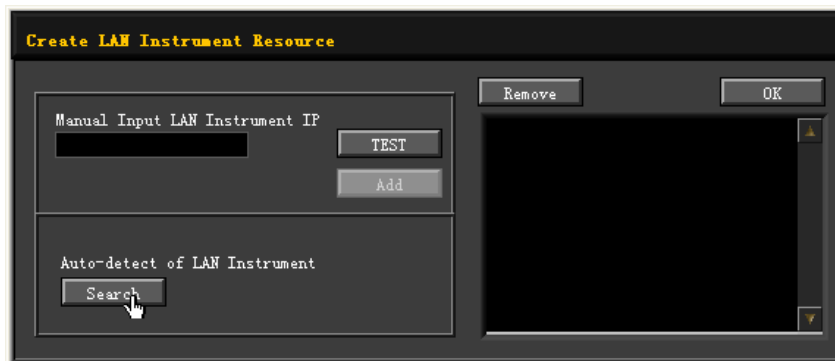 Create LAN Instrument Resource
Remove
OK
Manual Input LAN Instrument IP
TEST
Add
Auto-detect of LAN Instrument
Search